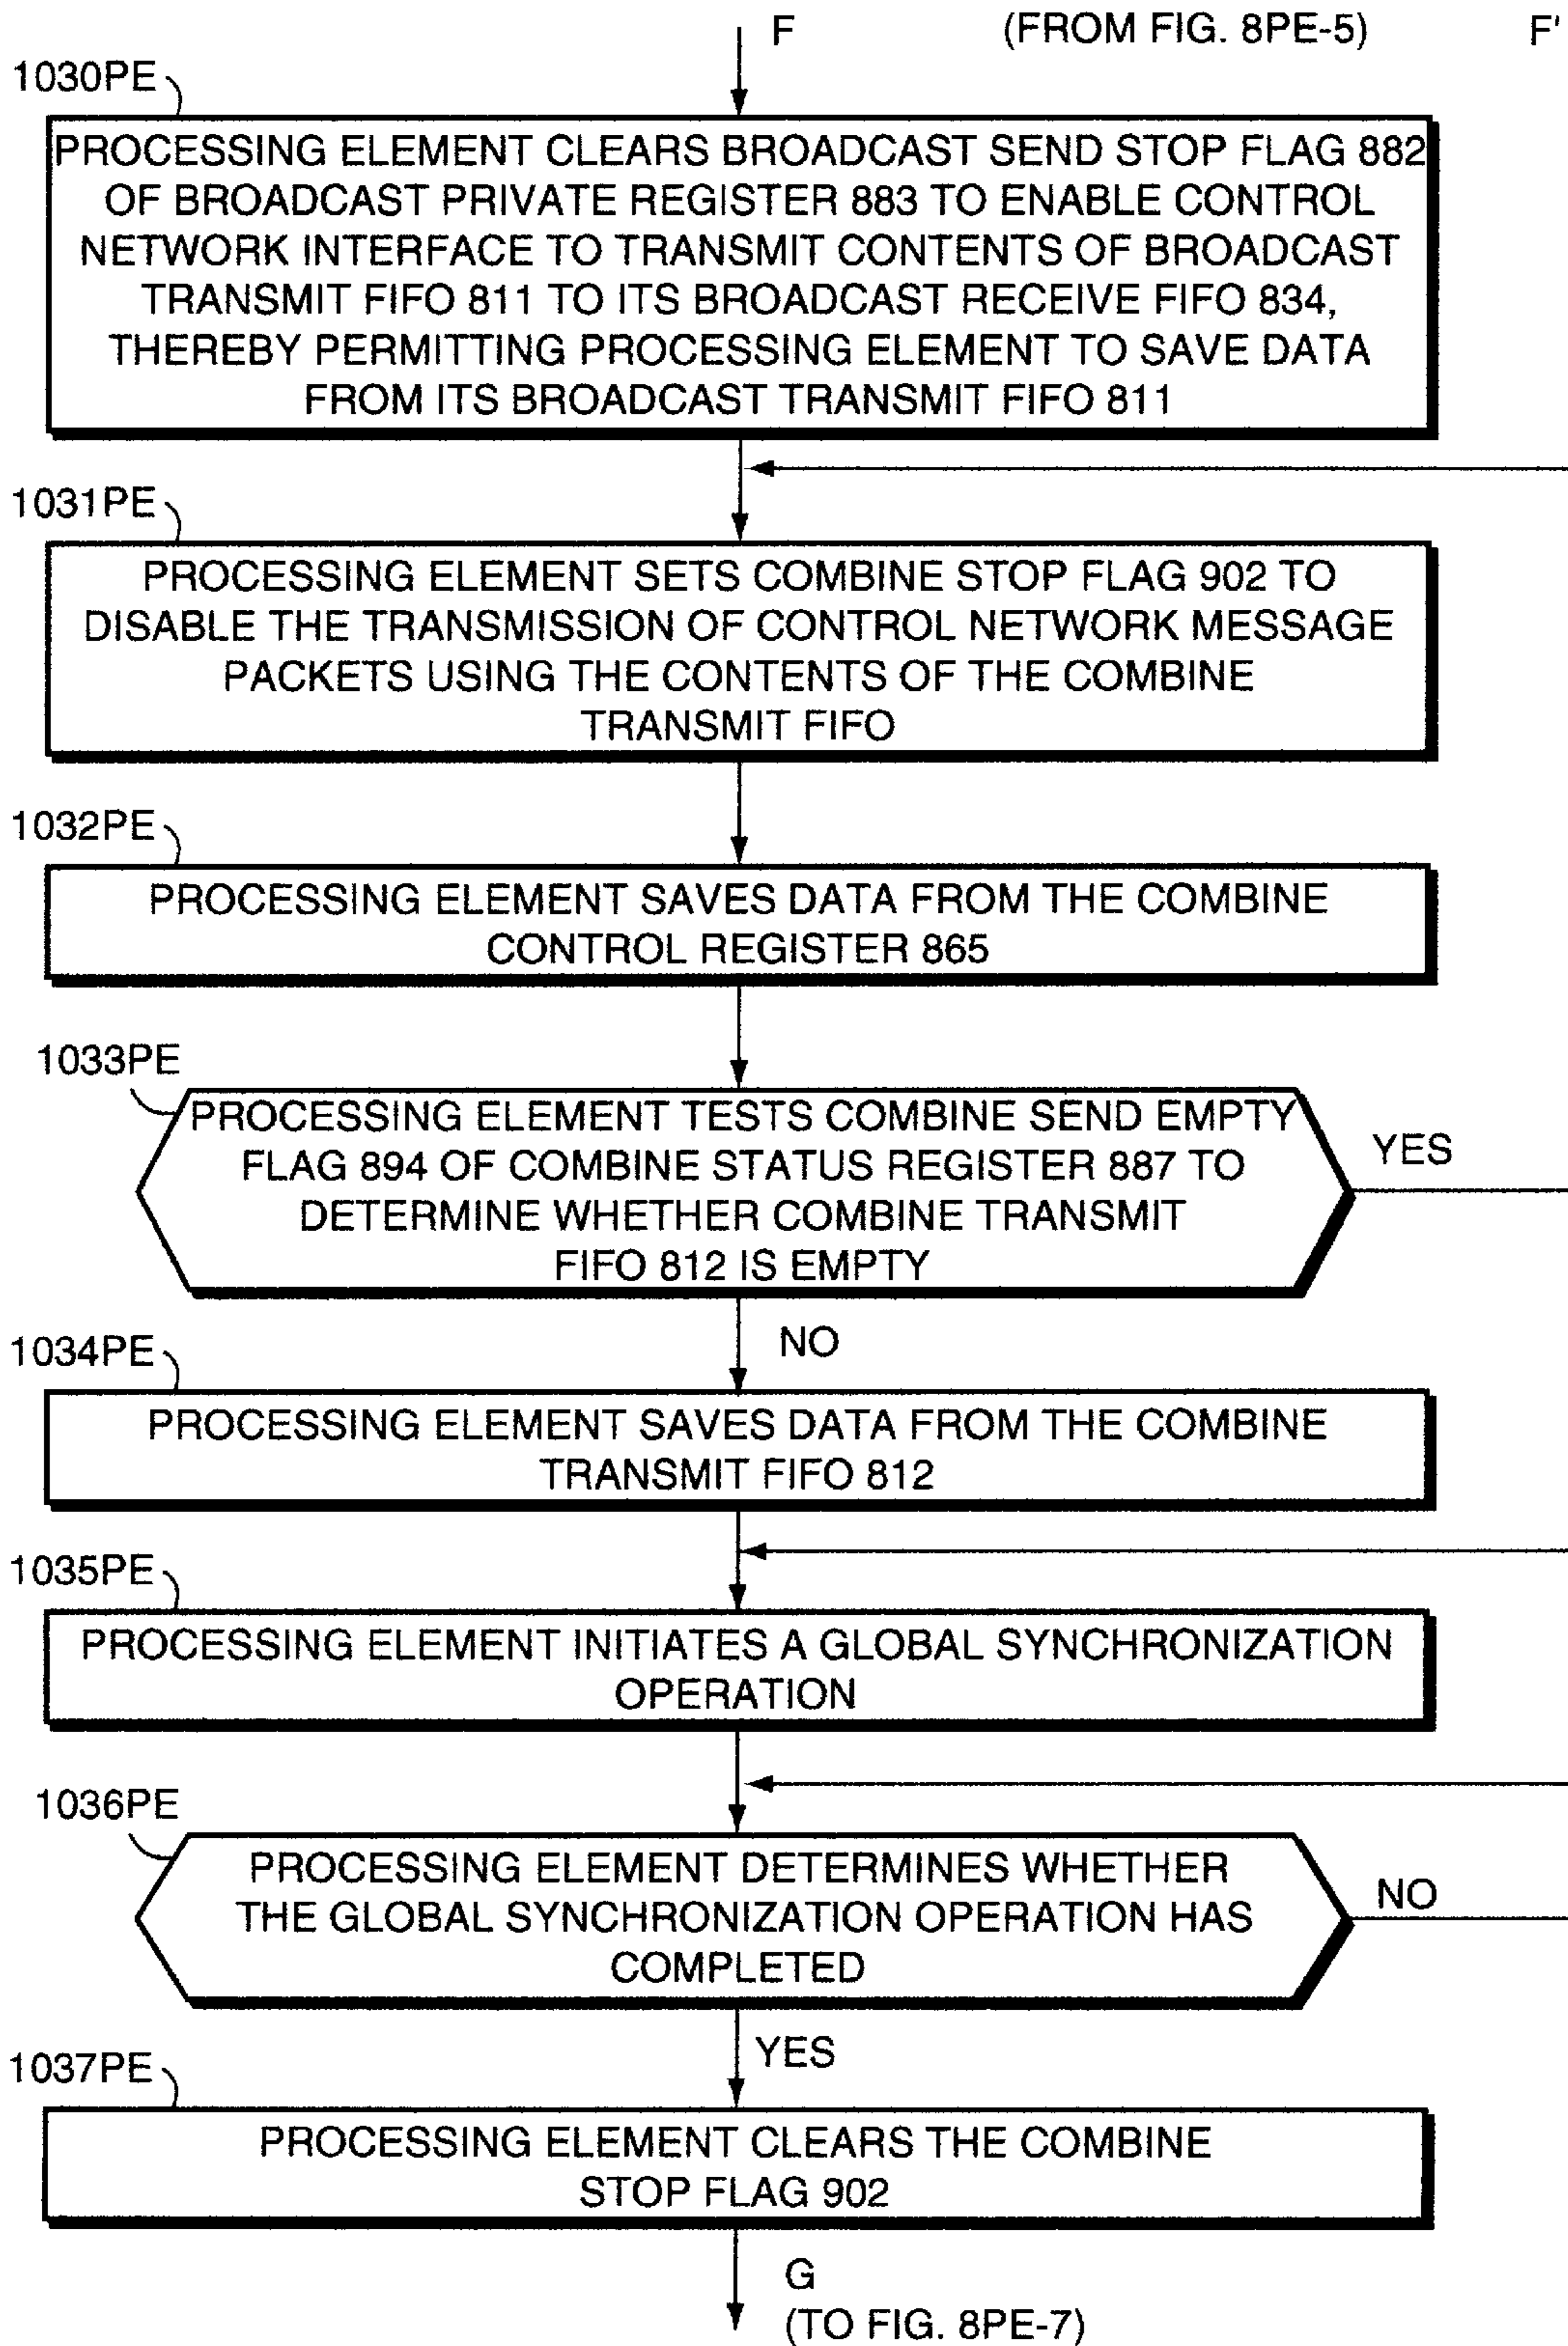 F (FROM FIG. 8PE-5) F'
1030PE
PROCESSING ELEMENT CLEARS BROADCAST SEND STOP FLAG 882
OF BROADCAST PRIVATE REGISTER 883 TO ENABLE CONTROL
NETWORK INTERFACE TO TRANSMIT CONTENTS OF BROADCAST
TRANSMIT FIFO 811 TO ITS BROADCAST RECEIVE FIFO 834,
THEREBY PERMITTING PROCESSING ELEMENT TO SAVE DATA
FROM ITS BROADCAST TRANSMIT FIFO 811
1031PE
PROCESSING ELEMENT SETS COMBINE STOP FLAG 902 TO
DISABLE THE TRANSMISSION OF CONTROL NETWORK MESSAGE
PACKETS USING THE CONTENTS OF THE COMBINE
TRANSMIT FIFO
1032PE
PROCESSING ELEMENT SAVES DATA FROM THE COMBINE
CONTROL REGISTER 865
1033PE
PROCESSING ELEMENT TESTS COMBINE SEND EMPTY
FLAG 894 OF COMBINE STATUS REGISTER 887 TO
DETERMINE WHETHER COMBINE TRANSMIT
FIFO 812 IS EMPTY
YES
NO
1034PE
PROCESSING ELEMENT SAVES DATA FROM THE COMBINE
TRANSMIT FIFO 812
1035PE
PROCESSING ELEMENT INITIATES A GLOBAL SYNCHRONIZATION
OPERATION
1036PE
PROCESSING ELEMENT DETERMINES WHETHER
THE GLOBAL SYNCHRONIZATION OPERATION HAS
COMPLETED
NO
YES
1037PE
PROCESSING ELEMENT CLEARS THE COMBINE
STOP FLAG 902
G
(TO FIG. 8PE-7)